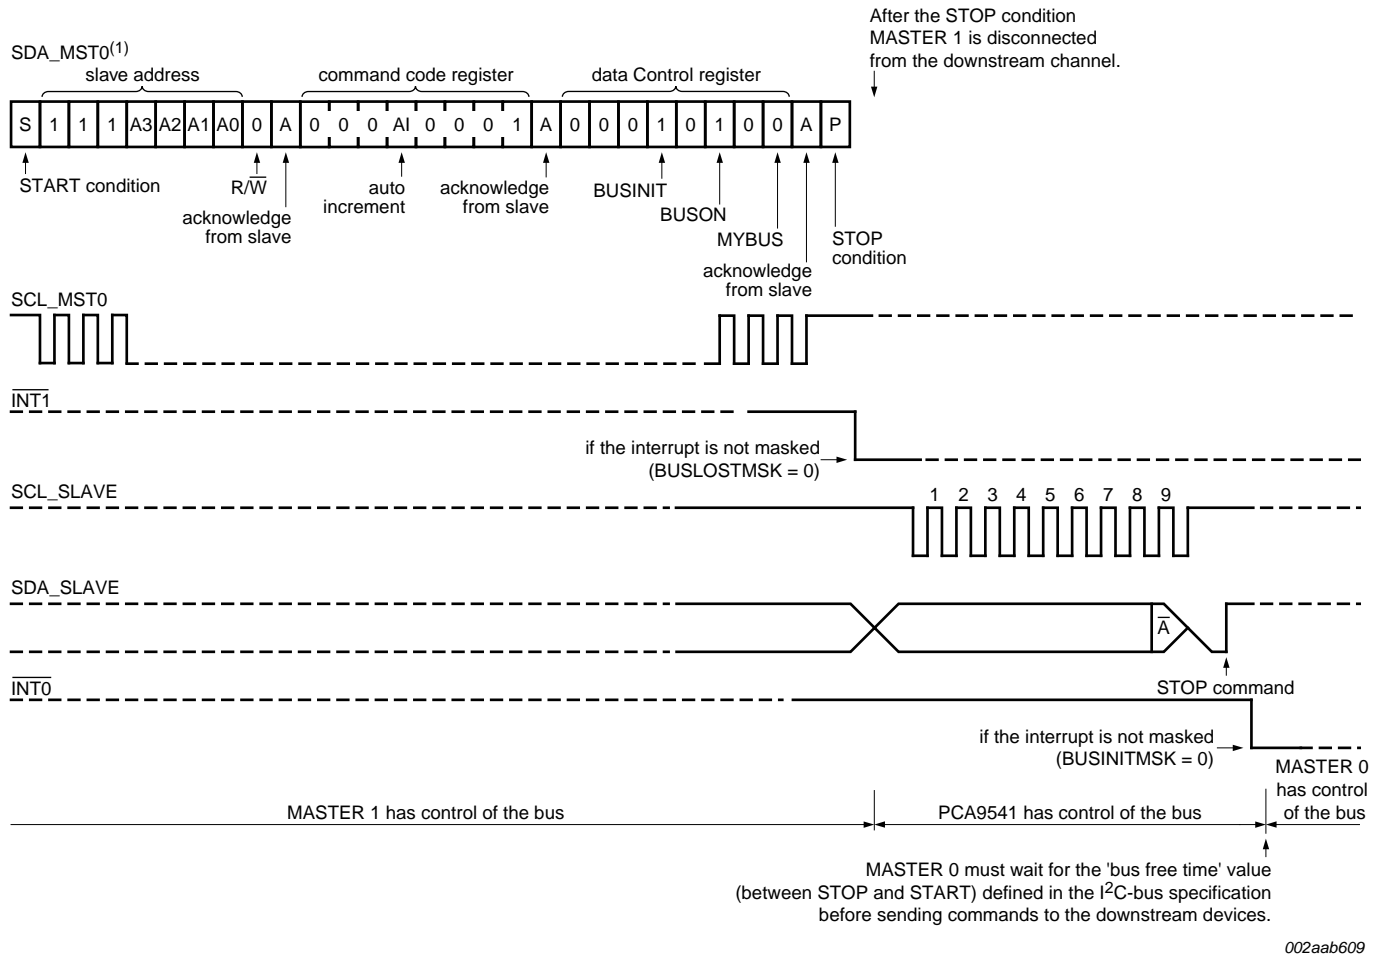 After the STOP condition
MASTER 1 is disconnected
from the downstream channel.
SDA_MST0(1)
slave address
command code register
data Control register
S 1 1 1 A3 A2 A1 A0 0 A 0 0 0 AI 0 0 0 1 A 0 0 0 1 0 1 0 0 A P
START condition
R/W̅
acknowledge
from slave
auto
increment
acknowledge
from slave
BUSINIT
BUSON
MYBUS
acknowledge
from slave
STOP
condition
SCL_MST0
I̅N̅T̅1̅
if the interrupt is not masked
(BUSLOSTMSK = 0)
SCL_SLAVE
1 2 3 4 5 6 7 8 9
SDA_SLAVE
A̅
STOP command
I̅N̅T̅0̅
if the interrupt is not masked
(BUSINITMSK = 0)
MASTER 1 has control of the bus
PCA9541 has control of the bus
MASTER 0
has control
of the bus
MASTER 0 must wait for the 'bus free time' value
(between STOP and START) defined in the I2C-bus specification
before sending commands to the downstream devices.
002aab609